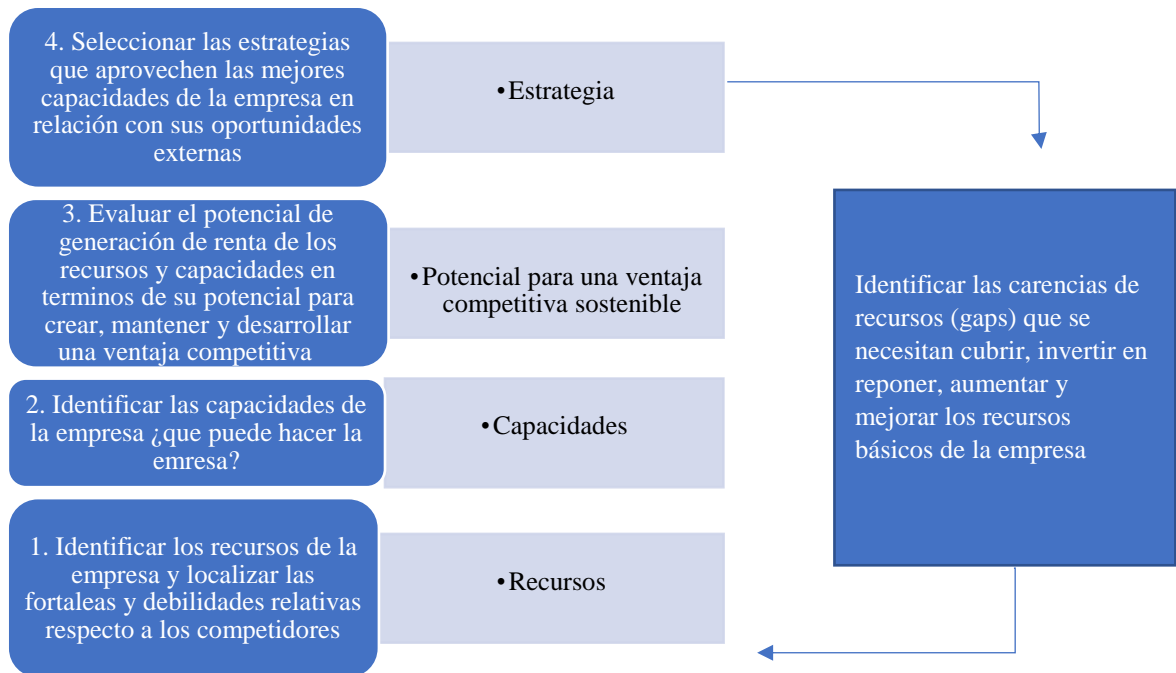 4. Seleccionar las estrategias
que aprovechen las mejores
capacidades de la empresa en
relación con sus oportunidades
externas
•Estrategia
3. Evaluar el potencial de
generación de renta de los
recursos y capacidades en
terminos de su potencial para
crear, mantener y desarrollar
una ventaja competitiva
•Potencial para una ventaja
competitiva sostenible
2. Identificar las capacidades de
la empresa ¿que puede hacer la
emresa?
•Capacidades
1. Identificar los recursos de la
empresa y localizar las
fortaleas y debilidades relativas
respecto a los competidores
•Recursos
Identificar las carencias de
recursos (gaps) que se
necesitan cubrir, invertir en
reponer, aumentar y
mejorar los recursos
básicos de la empresa